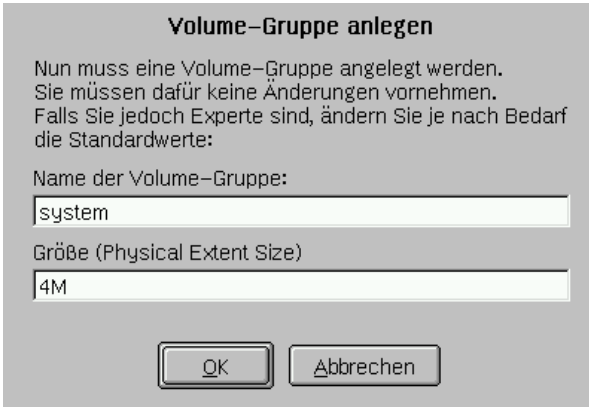 Volume-Gruppe anlegen
Nun muss eine Volume-Gruppe angelegt werden.
Sie müssen dafür keine Änderungen vornehmen.
Falls Sie jedoch Experte sind, ändern Sie je nach Bedarf
die Standardwerte:
Name der Volume-Gruppe:
system
Größe (Physical Extent Size)
4M
OK Abbrechen